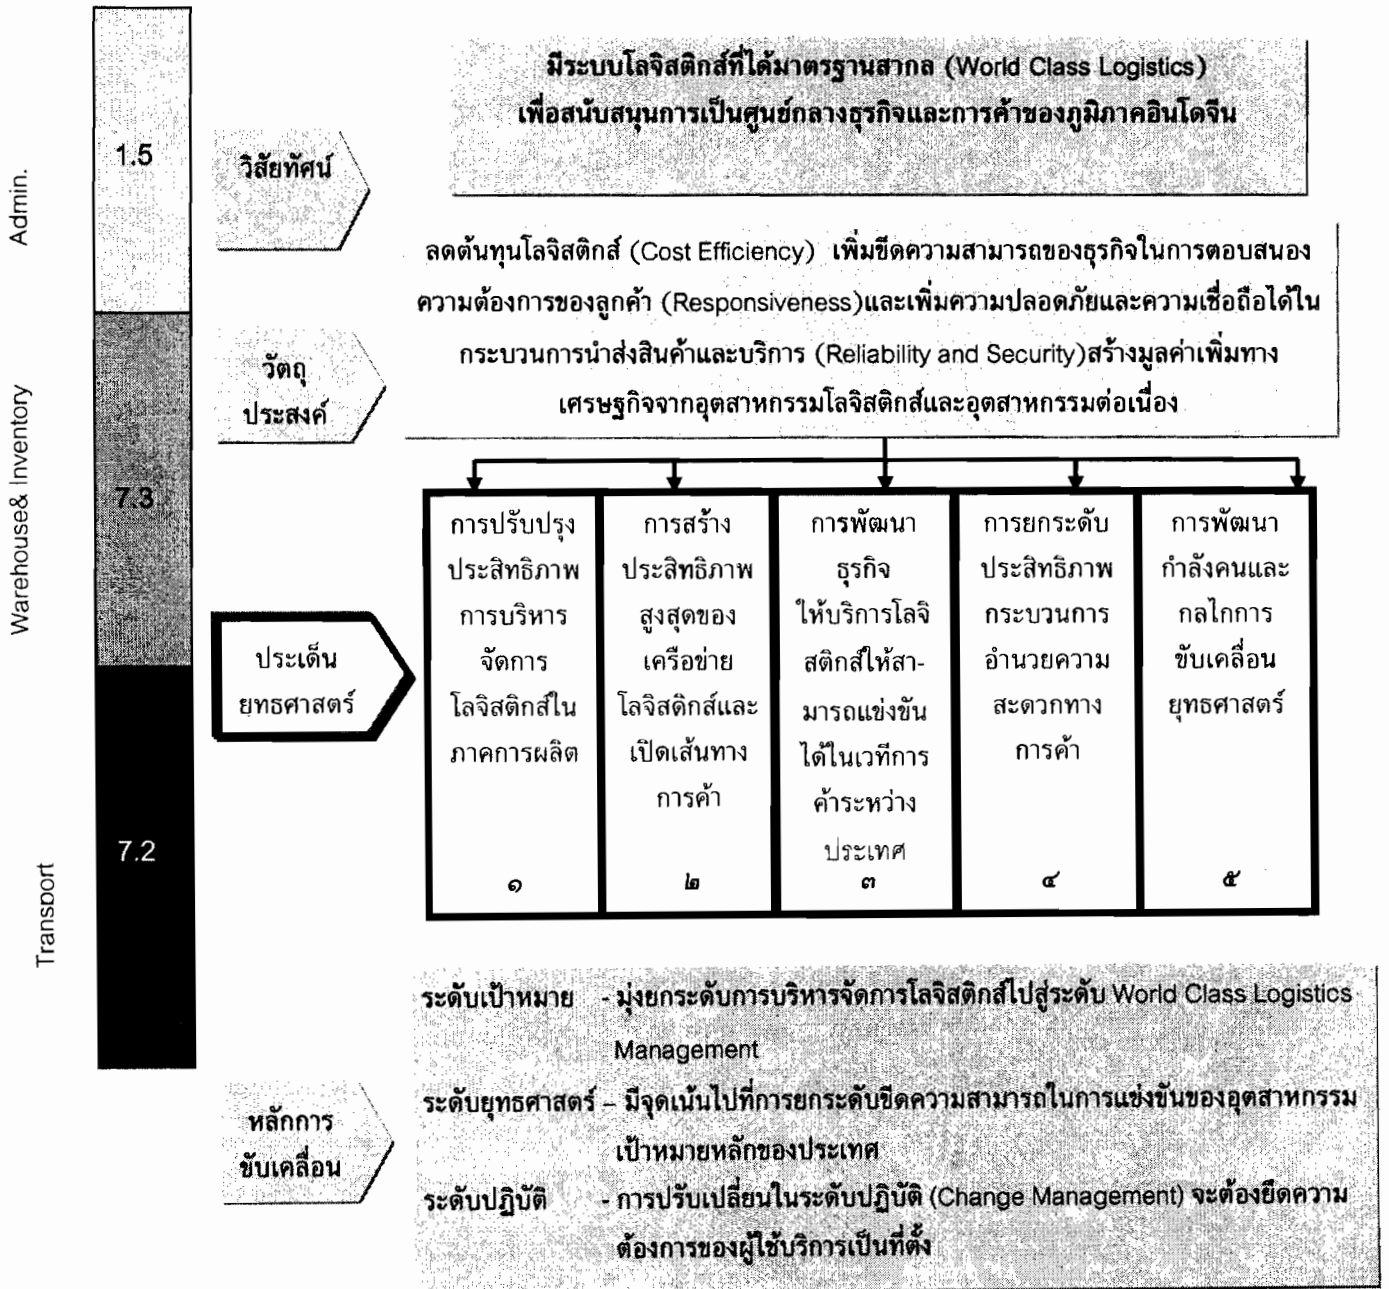 Admin.
1.5
Warehouse& Inventory
7.3
Transport
7.2
วิสัยทัศน์
มีระบบโลจิสติกส์ที่ได้มาตรฐานสากล (World Class Logistics)
เพื่อสนับสนุนการเป็นศูนย์กลางธุรกิจและการค้าของภูมิภาคอินโดจีน
วัตถุ
ประสงค์
ลดต้นทุนโลจิสติกส์ (Cost Efficiency) เพิ่มขีดความสามารถของธุรกิจในการตอบสนอง
ความต้องการของลูกค้า (Responsiveness)และเพิ่มความปลอดภัยและความเชื่อถือได้ใน
กระบวนการนำส่งสินค้าและบริการ (Reliability and Security)สร้างมูลค่าเพิ่มทาง
เศรษฐกิจจากอุตสาหกรรมโลจิสติกส์และอุตสาหกรรมต่อเนื่อง
ประเด็น
ยุทธศาสตร์
การปรับปรุง
ประสิทธิภาพ
การบริหาร
จัดการ
โลจิสติกส์ใน
ภาคการผลิต
๑
การสร้าง
ประสิทธิภาพ
สูงสุดของ
เครือข่าย
โลจิสติกส์และ
เปิดเส้นทาง
การค้า
๒
การพัฒนา
ธุรกิจ
ให้บริการโลจิ
สติกส์ให้สา-
มารถแข่งขัน
ได้ในเวทีการ
ค้าระหว่าง
ประเทศ
๓
การยกระดับ
ประสิทธิภาพ
กระบวนการ
อำนวยความ
สะดวกทาง
การค้า
๔
การพัฒนา
กำลังคนและ
กลไกการ
ขับเคลื่อน
ยุทธศาสตร์
๕
หลักการ
ขับเคลื่อน
ระดับเป้าหมาย - มุ่งยกระดับการบริหารจัดการโลจิสติกส์ไปสู่ระดับ World Class Logistics
Management
ระดับยุทธศาสตร์ – มีจุดเน้นไปที่การยกระดับขีดความสามารถในการแข่งขันของอุตสาหกรรม
เป้าหมายหลักของประเทศ
ระดับปฏิบัติ - การปรับเปลี่ยนในระดับปฏิบัติ (Change Management) จะต้องยึดความ
ต้องการของผู้ใช้บริการเป็นที่ตั้ง